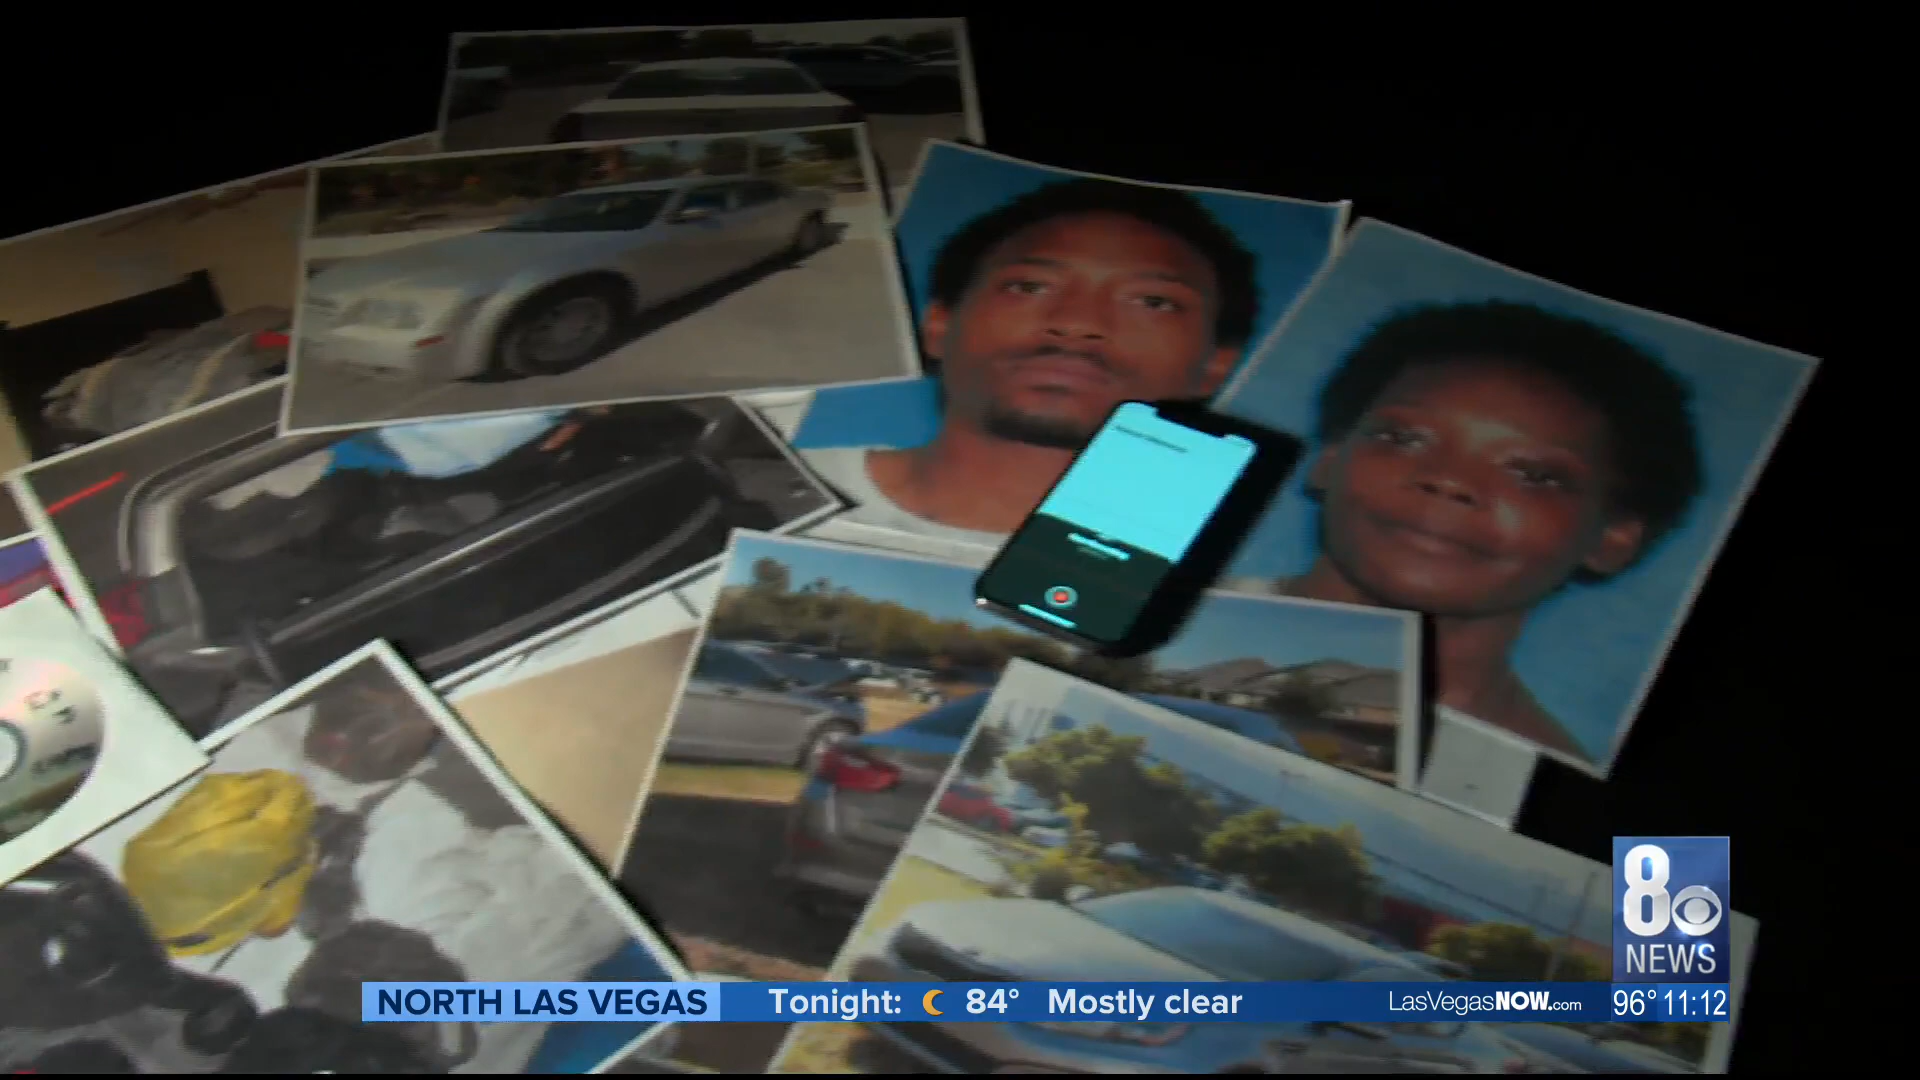 8
NEWS
NORTH LAS VEGAS Tonight: 84° Mostly clear LasVegasNOW.com 96° 11:12